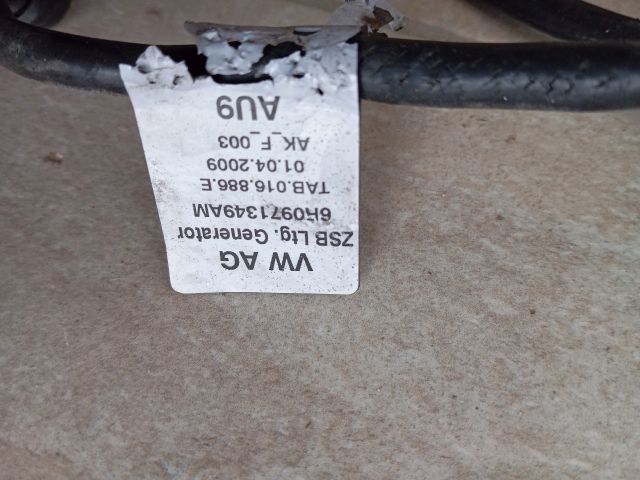 VW AG
ZSB Ltg. Generator
6R0971349AM
TAB.016.886.E
01.04.2009
AK_F_003
AU9